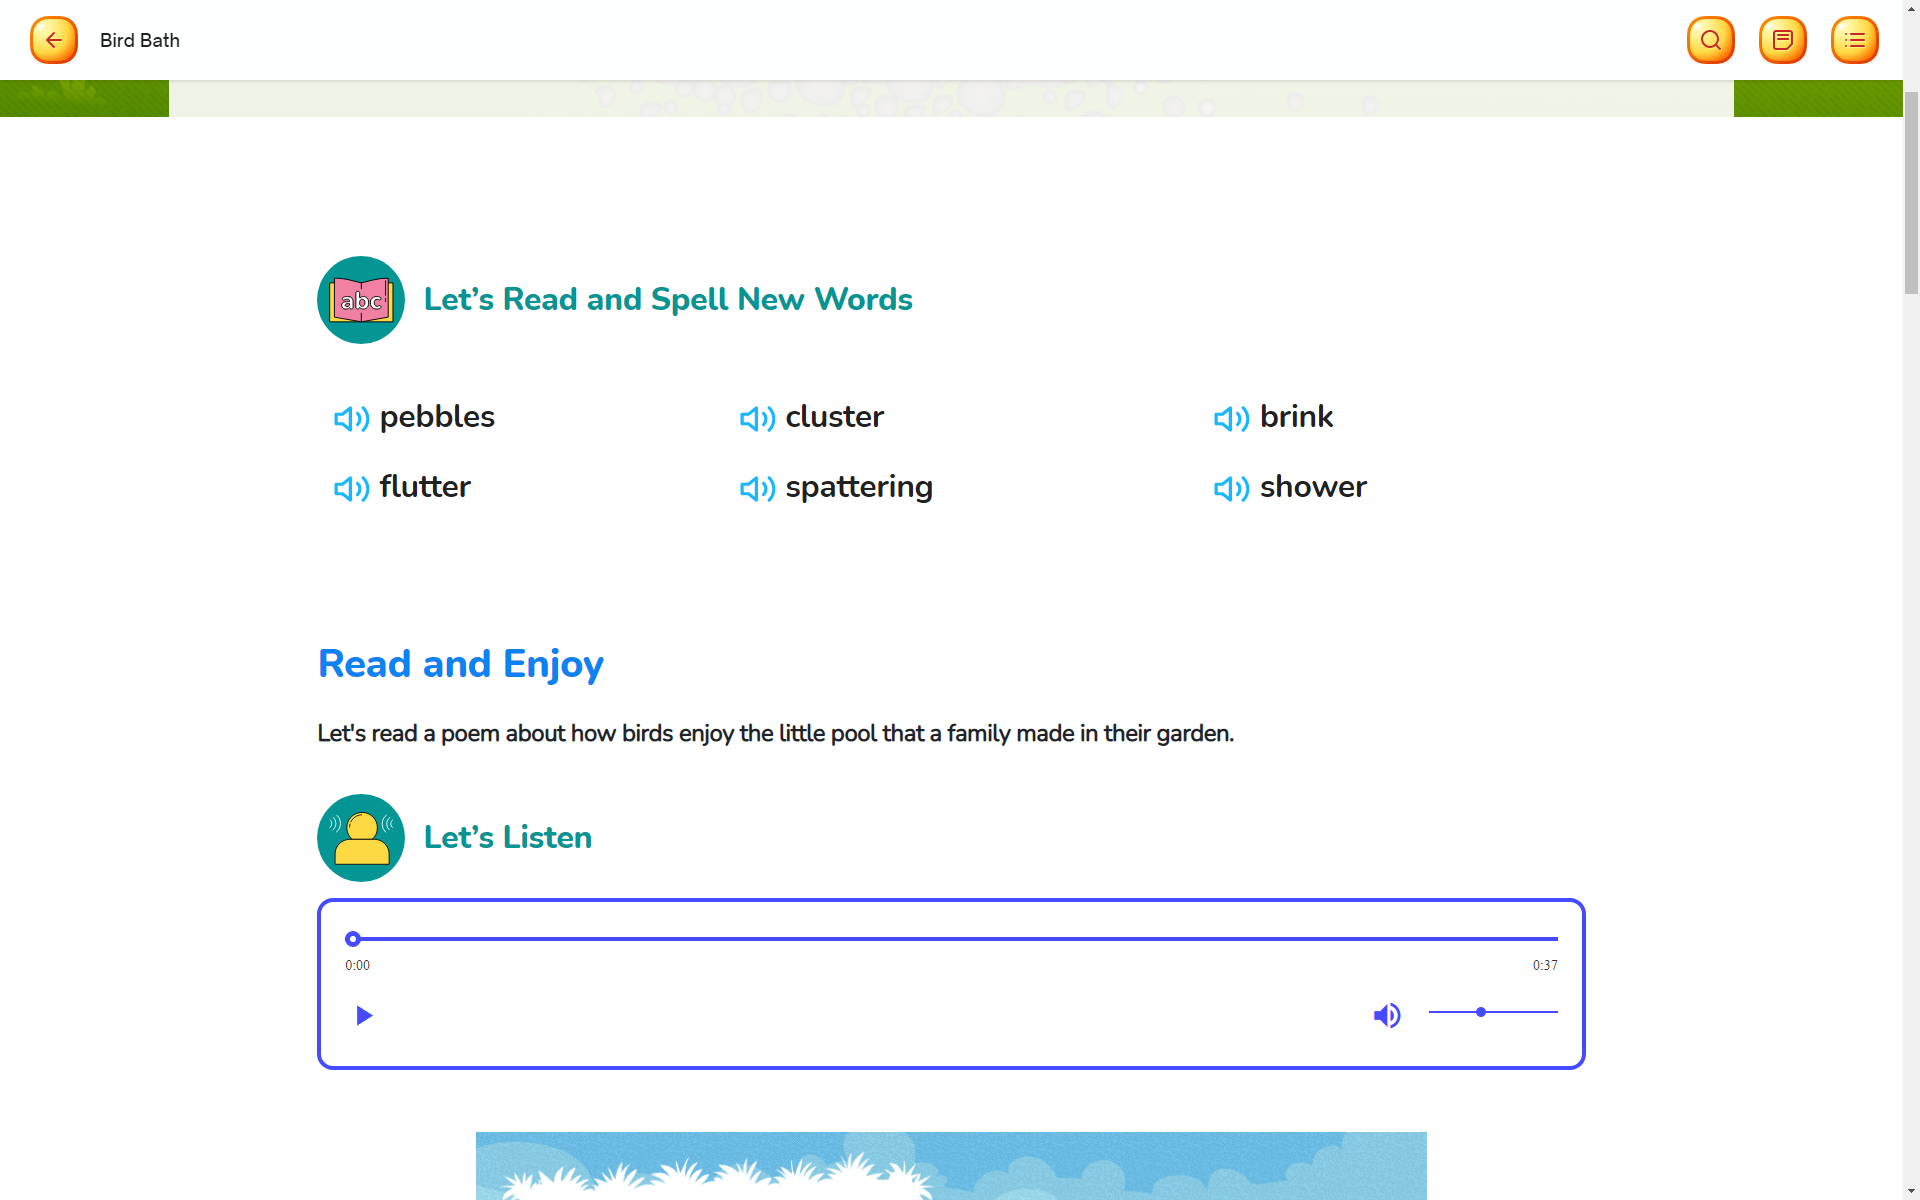 Bird Bath
abc
Let’s Read and Spell New Words
pebbles
cluster
brink
flutter
spattering
shower
Read and Enjoy
Let's read a poem about how birds enjoy the little pool that a family made in their garden.
Let’s Listen
0:00
0:37